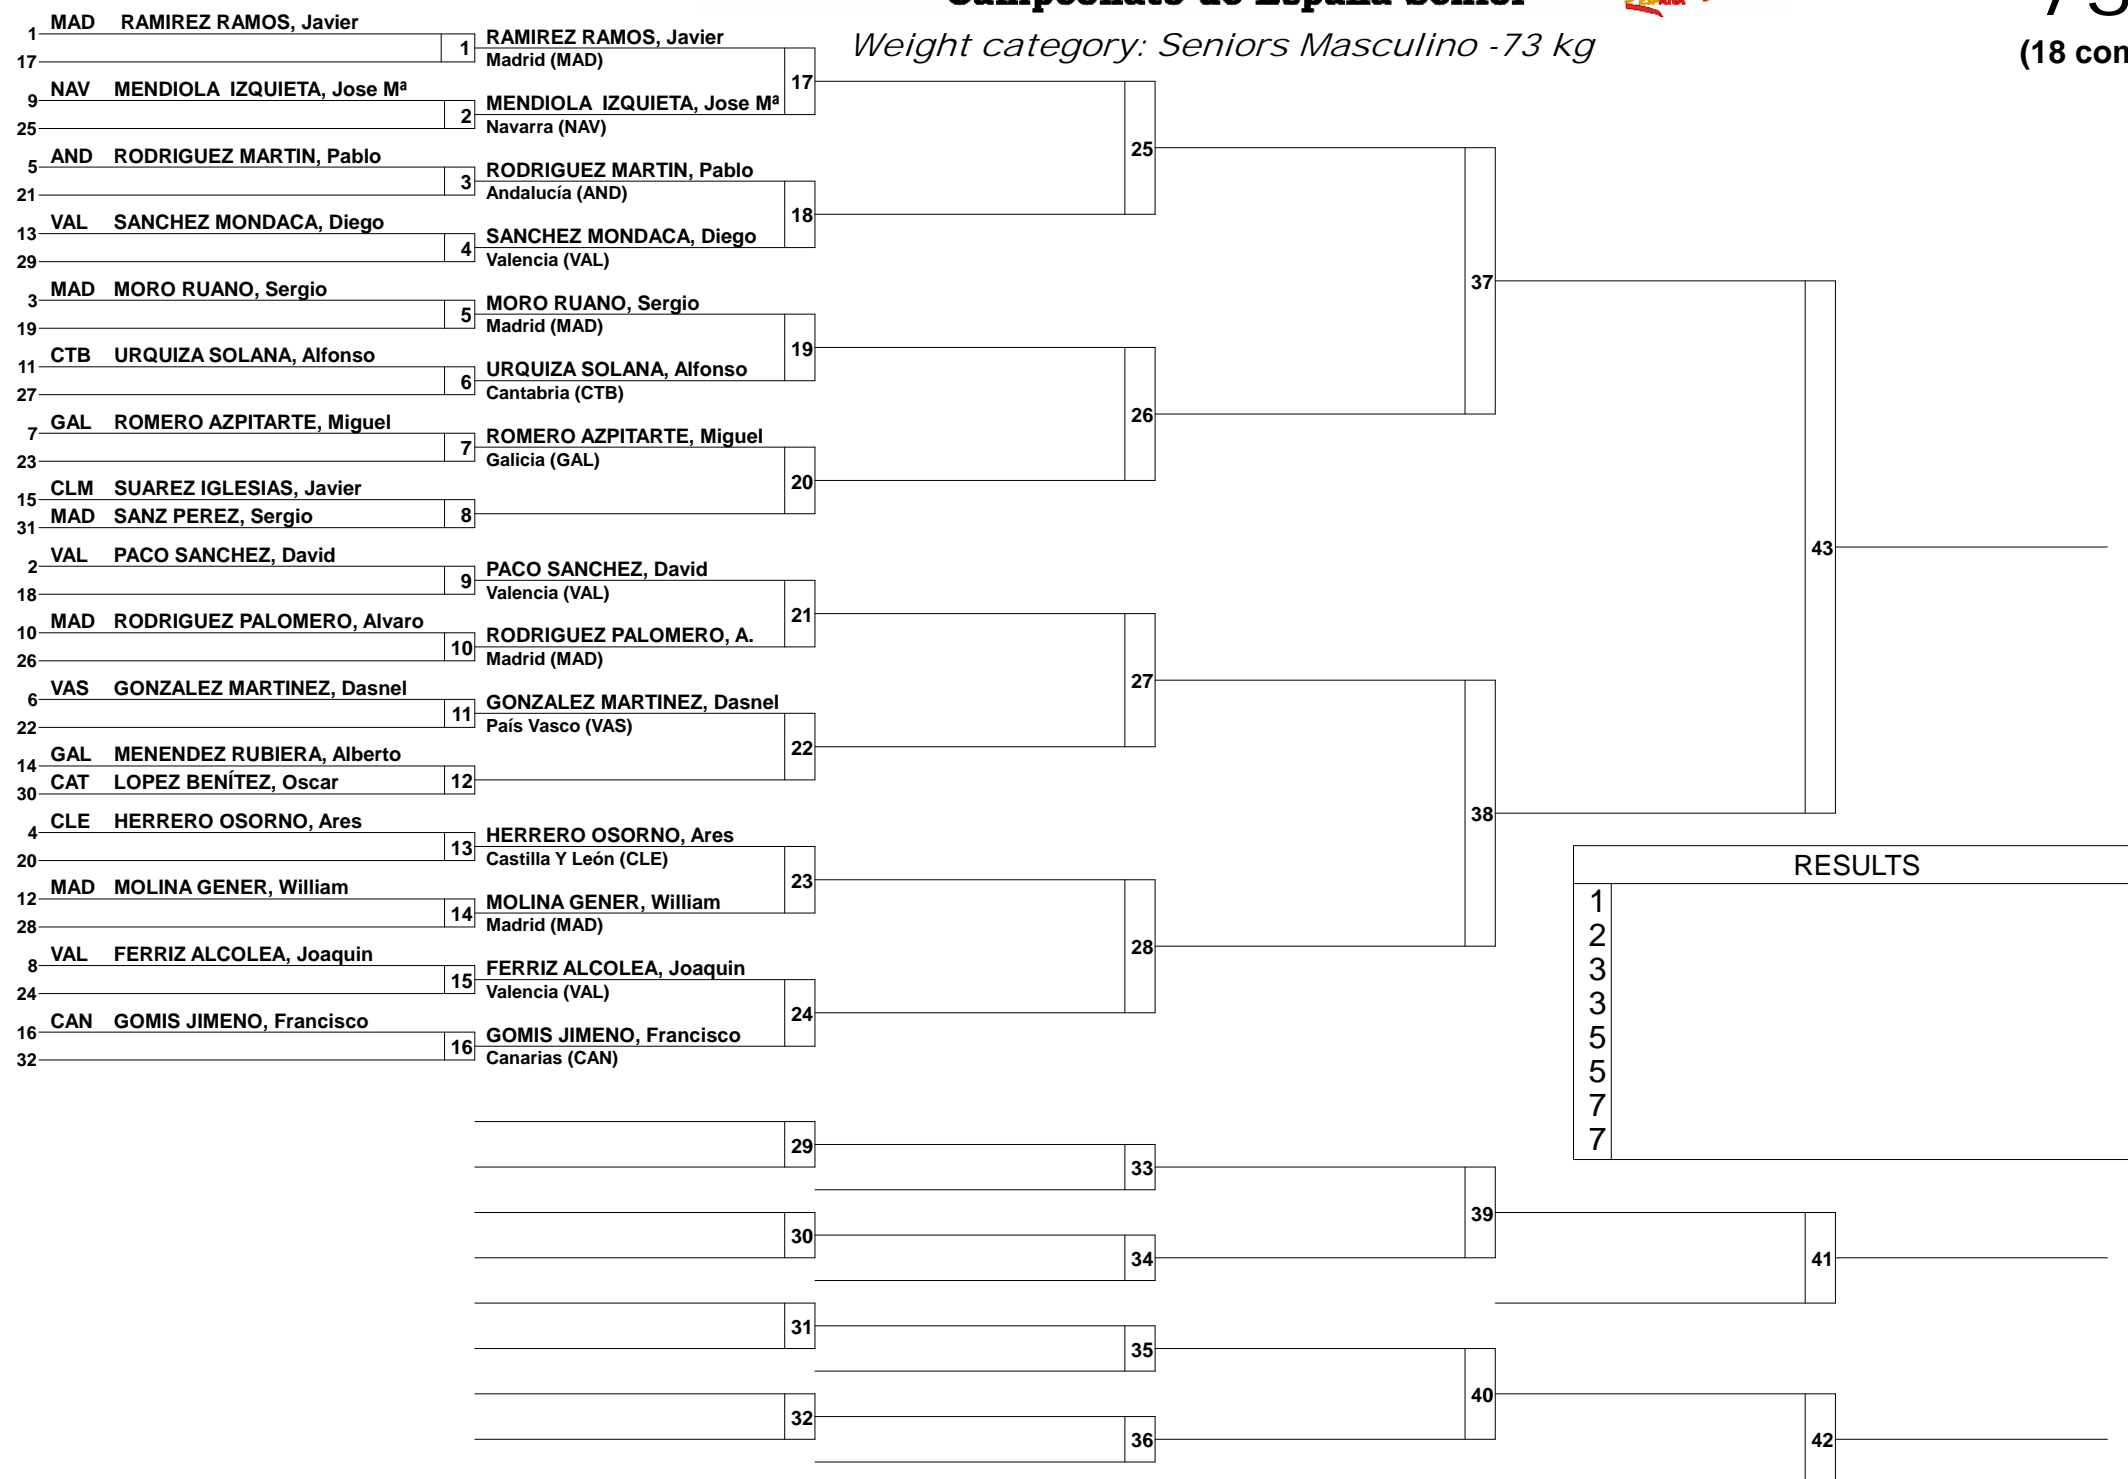 Campeonato de España Senior
ESPAÑA
Weight category: Seniors Masculino -73 kg
73
(18 con
1 MAD RAMIREZ RAMOS, Javier
17
1
9 NAV MENDIOLA IZQUIETA, Jose Mª
25
2
5 AND RODRIGUEZ MARTIN, Pablo
21
3
13 VAL SANCHEZ MONDACA, Diego
29
4
3 MAD MORO RUANO, Sergio
19
5
11 CTB URQUIZA SOLANA, Alfonso
27
6
7 GAL ROMERO AZPITARTE, Miguel
23
7
15 CLM SUAREZ IGLESIAS, Javier
31 MAD SANZ PEREZ, Sergio
8
2 VAL PACO SANCHEZ, David
18
9
10 MAD RODRIGUEZ PALOMERO, Alvaro
26
10
6 VAS GONZALEZ MARTINEZ, Dasnel
22
11
14 GAL MENENDEZ RUBIERA, Alberto
30 CAT LOPEZ BENÍTEZ, Oscar
12
4 CLE HERRERO OSORNO, Ares
20
13
12 MAD MOLINA GENER, William
28
14
8 VAL FERRIZ ALCOLEA, Joaquin
24
15
16 CAN GOMIS JIMENO, Francisco
32
16
RAMIREZ RAMOS, Javier
Madrid (MAD)
17
MENDIOLA IZQUIETA, Jose Mª
Navarra (NAV)
RODRIGUEZ MARTIN, Pablo
Andalucía (AND)
18
SANCHEZ MONDACA, Diego
Valencia (VAL)
MORO RUANO, Sergio
Madrid (MAD)
19
URQUIZA SOLANA, Alfonso
Cantabria (CTB)
ROMERO AZPITARTE, Miguel
Galicia (GAL)
20
PACO SANCHEZ, David
Valencia (VAL)
21
RODRIGUEZ PALOMERO, A.
Madrid (MAD)
GONZALEZ MARTINEZ, Dasnel
País Vasco (VAS)
22
HERRERO OSORNO, Ares
Castilla Y León (CLE)
23
MOLINA GENER, William
Madrid (MAD)
FERRIZ ALCOLEA, Joaquin
Valencia (VAL)
24
GOMIS JIMENO, Francisco
Canarias (CAN)
25
26
27
28
37
38
43
RESULTS
1
2
3
3
5
5
7
7
29
30
31
32
33
34
35
36
39
40
41
42